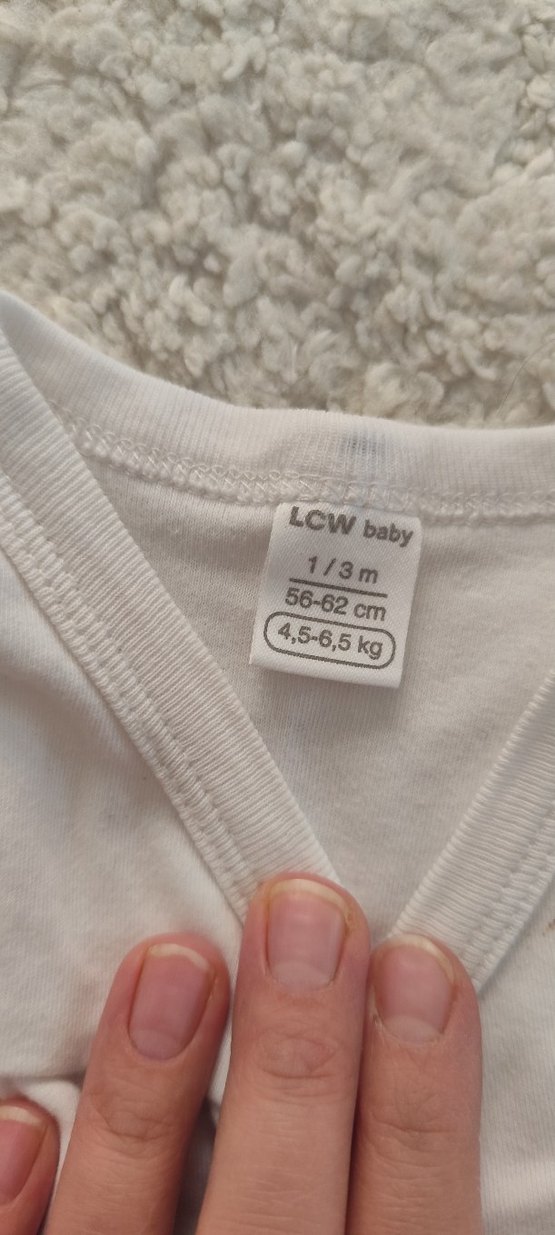 LCW baby
1 / 3 m
56-62 cm
4,5-6,5 kg